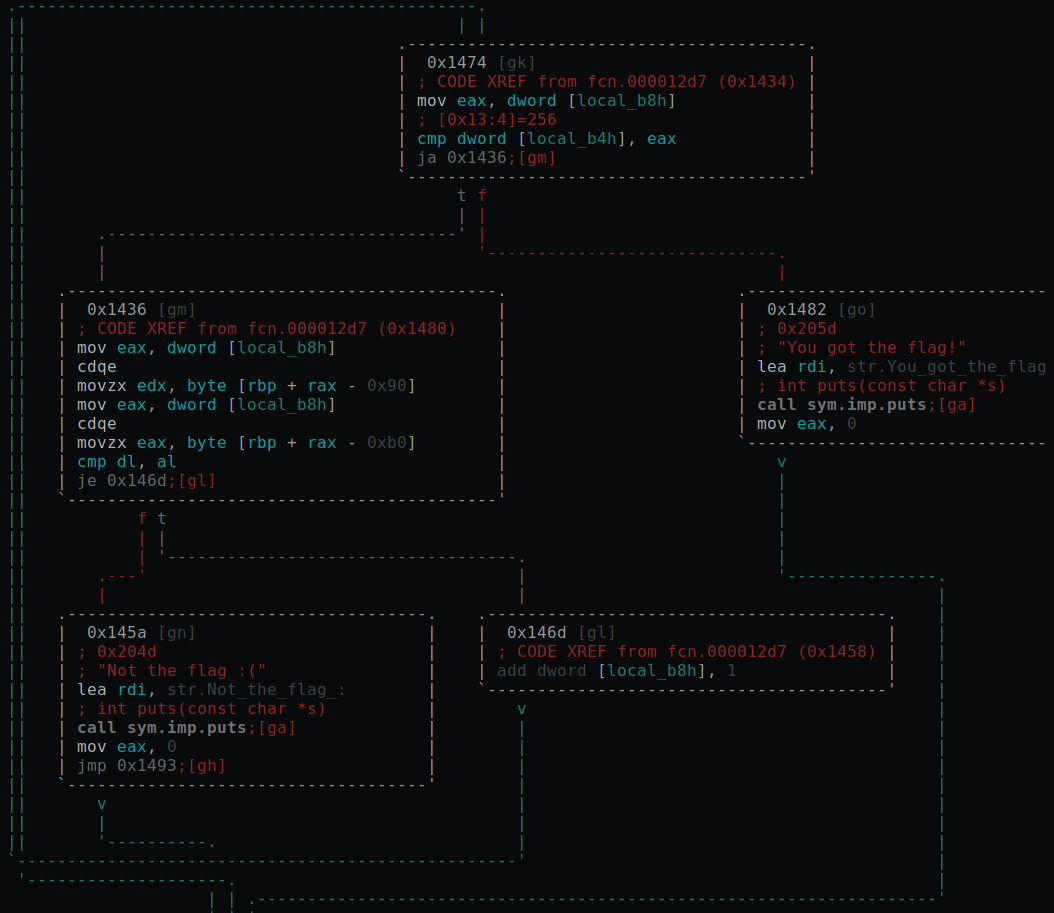 0x1474 [gk]
; CODE XREF from fcn.000012d7 (0x1434)
mov eax, dword [local_b8h]
; [0x13:4]=256
cmp dword [local_b4h], eax
ja 0x1436;[gm]
t f
0x1436 [gm]
; CODE XREF from fcn.000012d7 (0x1480)
mov eax, dword [local_b8h]
cdqe
movzx edx, byte [rbp + rax - 0x90]
mov eax, dword [local_b8h]
cdqe
movzx eax, byte [rbp + rax - 0xb0]
cmp dl, al
je 0x146d;[gl]
0x1482 [go]
; 0x205d
; "You got the flag!"
lea rdi, str.You_got_the_flag
; int puts(const char *s)
call sym.imp.puts;[ga]
mov eax, 0
v
f t
0x145a [gn]
; 0x204d
; "Not the flag :("
lea rdi, str.Not_the_flag_:
; int puts(const char *s)
call sym.imp.puts;[ga]
mov eax, 0
jmp 0x1493;[gh]
v
0x146d [gl]
; CODE XREF from fcn.000012d7 (0x1458)
add dword [local_b8h], 1
v